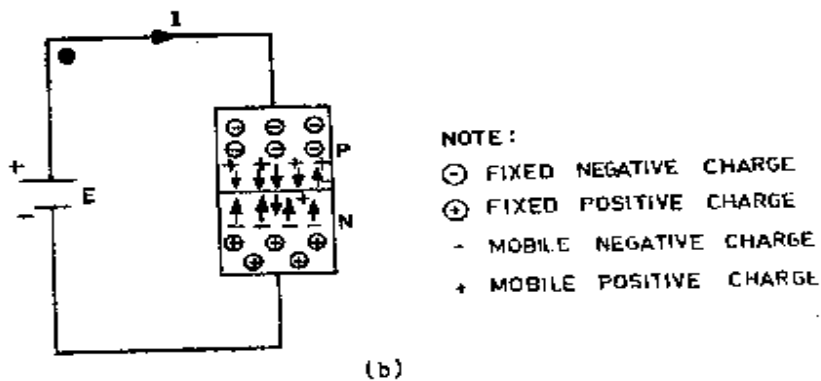 I
+
E
-
P
N
NOTE:
⊖ FIXED NEGATIVE CHARGE
⊕ FIXED POSITIVE CHARGE
- MOBILE NEGATIVE CHARGE
+ MOBILE POSITIVE CHARGE
(b)